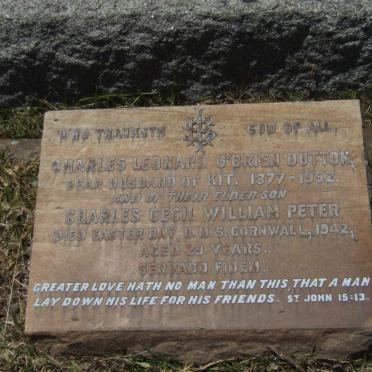 WHO THANKETH GOD OF ALL,
CHARLES LEONARD O'BRIEN DUTTON,
DEAR HUSBAND OF KIT. 1877-1952.
AND OF THEIR ELDER SON
CHARLES CECIL WILLIAM PETER
DIED EASTER DAY H.M.S. CORNWALL, 1942,
AGED 29 YEARS.
SERVABO FIDEM.
GREATER LOVE HATH NO MAN THAN THIS, THAT A MAN
LAY DOWN HIS LIFE FOR HIS FRIENDS. ST JOHN 15:13.